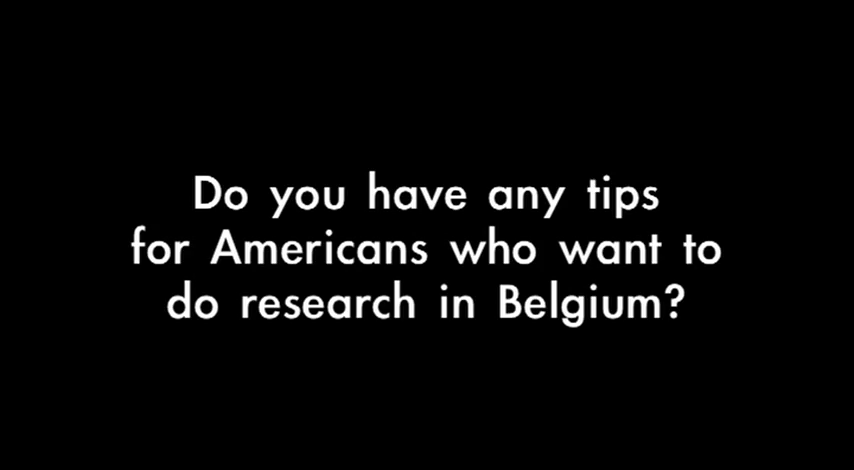 Do you have any tips
for Americans who want to
do research in Belgium?